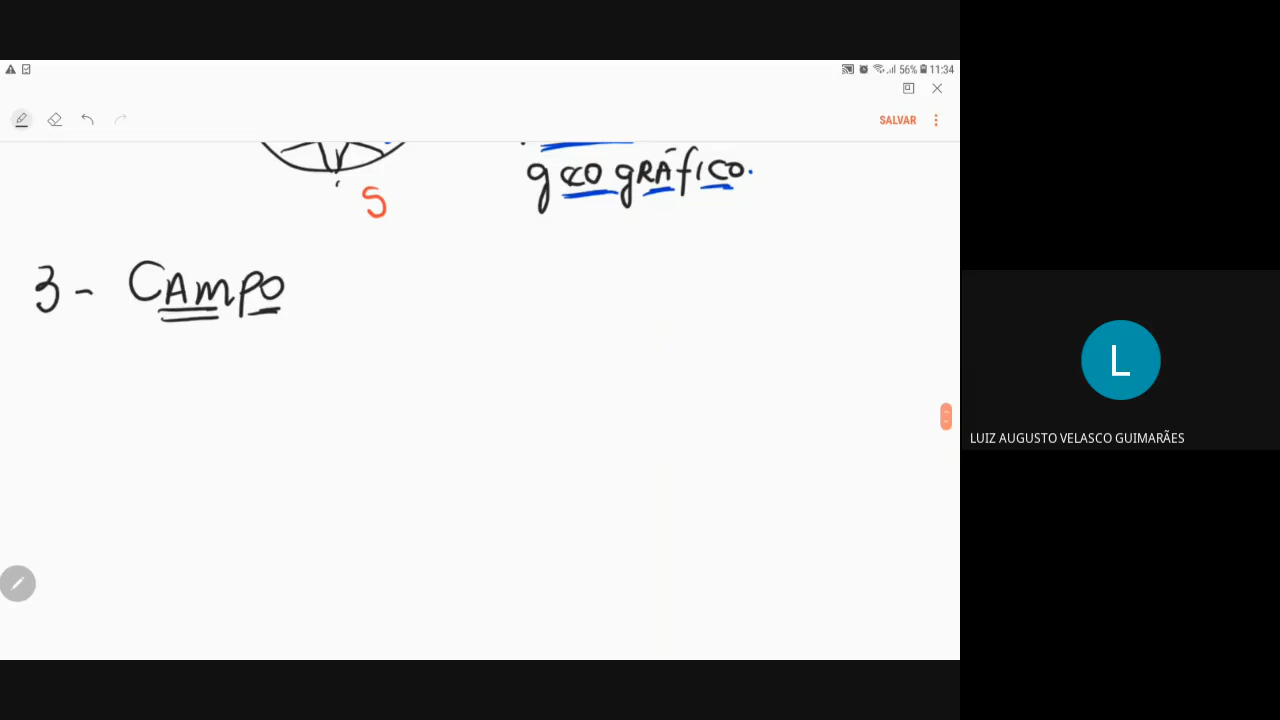 56% 11:34
SALVAR
geográfico.
S
3 - Campo
L
LUIZ AUGUSTO VELASCO GUIMARÃES